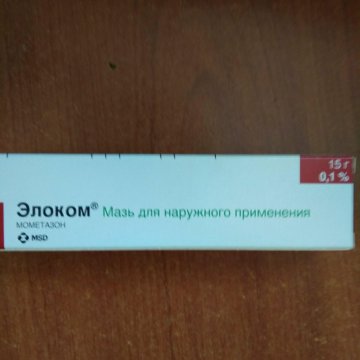 15 г
0,1 %
Элоком® Мазь для наружного применения
МОМЕТАЗОН
MSD